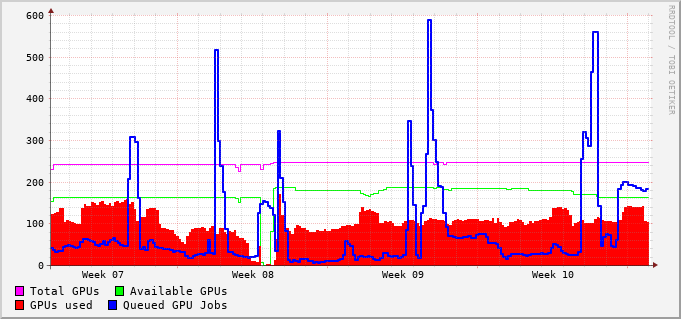 600
500
400
300
200
100
0
Week 07 Week 08 Week 09 Week 10
Total GPUs Available GPUs
GPUs used Queued GPU Jobs
RRDTOOL / TOBI OETIKER